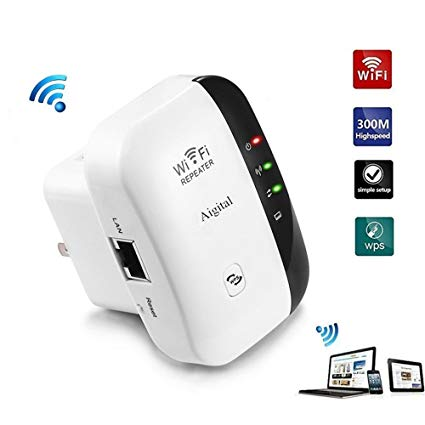 WiFi
300M
Highspeed
simple setup
wps
WiFi
REPEATER
Aigital
LAN
Reset